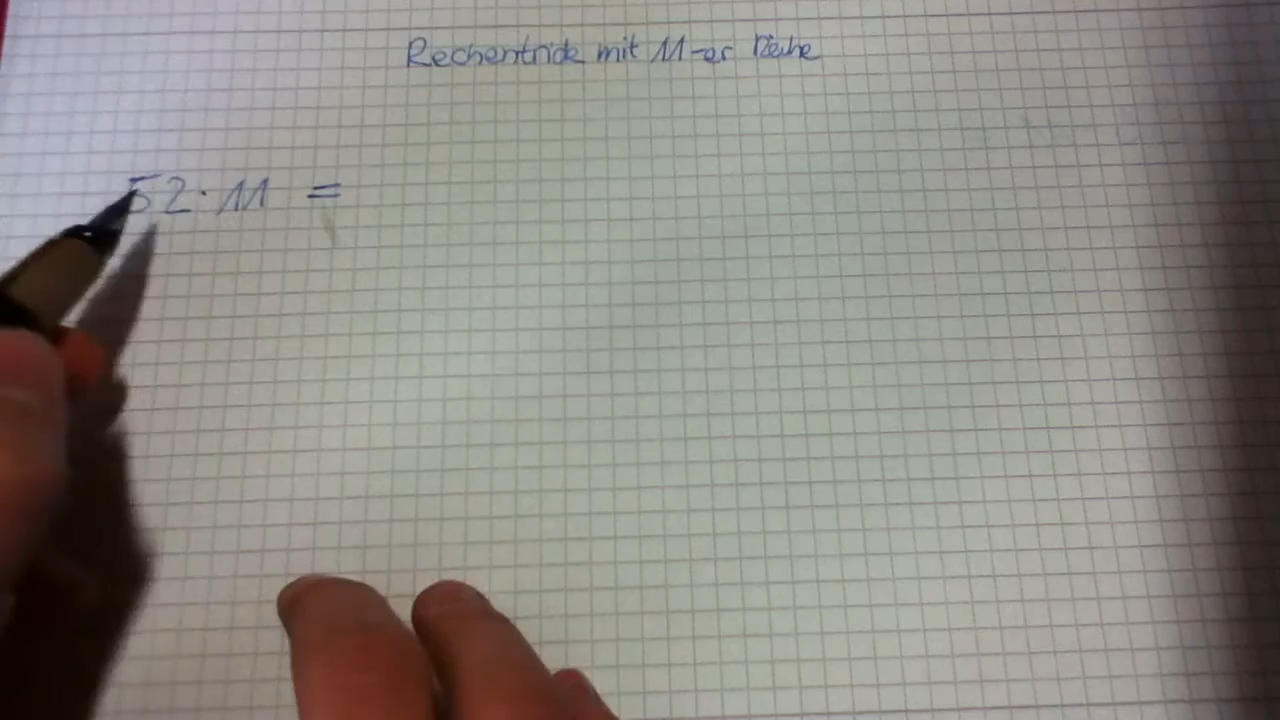 Rechentrick mit 11-er Reihe
52 · 11 =